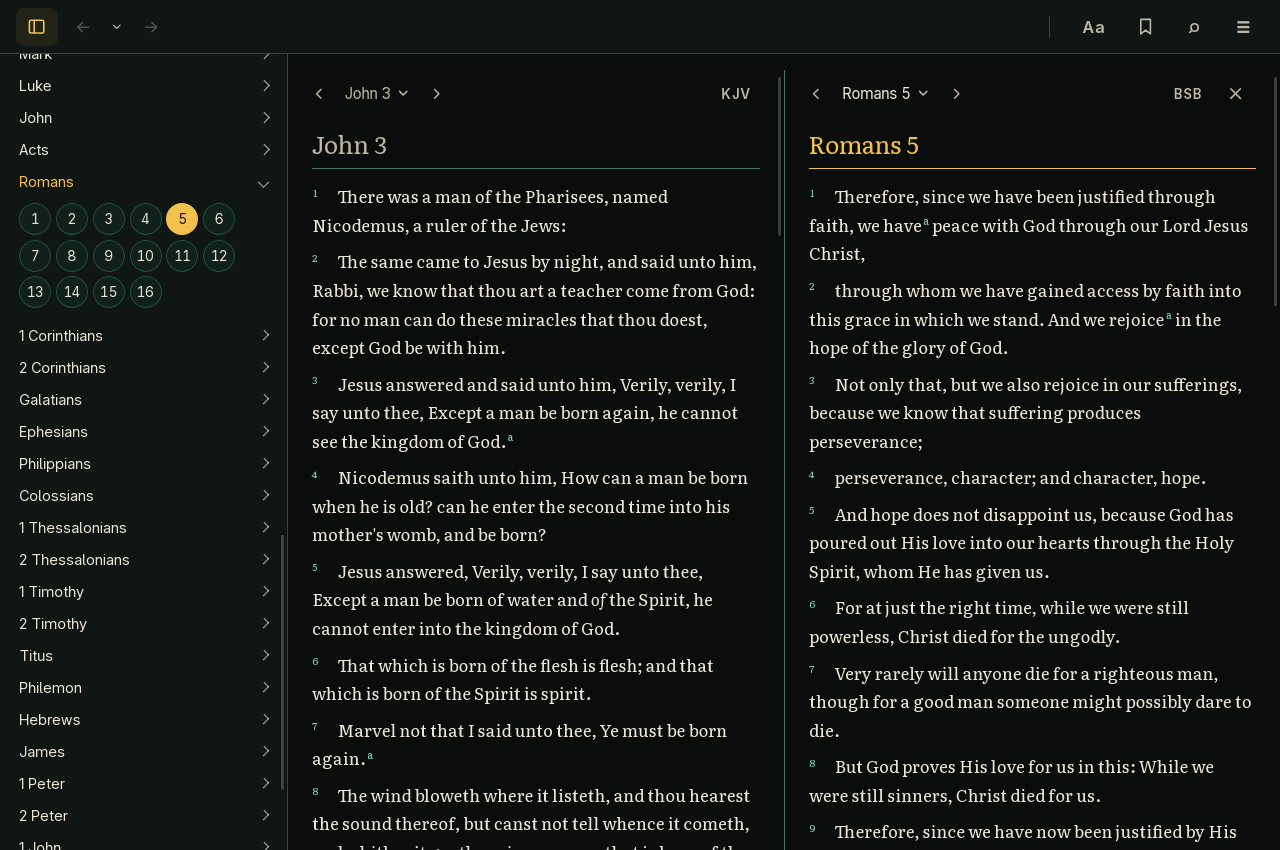 Aa
Mark
Luke
John
Acts
Romans
1 2 3 4 5 6
7 8 9 10 11 12
13 14 15 16
1 Corinthians
2 Corinthians
Galatians
Ephesians
Philippians
Colossians
1 Thessalonians
2 Thessalonians
1 Timothy
2 Timothy
Titus
Philemon
Hebrews
James
1 Peter
2 Peter
1 John
John 3
KJV
John 3
1 There was a man of the Pharisees, named
Nicodemus, a ruler of the Jews:
2 The same came to Jesus by night, and said unto him,
Rabbi, we know that thou art a teacher come from God:
for no man can do these miracles that thou doest,
except God be with him.
3 Jesus answered and said unto him, Verily, verily, I
say unto thee, Except a man be born again, he cannot
see the kingdom of God.a
4 Nicodemus saith unto him, How can a man be born
when he is old? can he enter the second time into his
mother's womb, and be born?
5 Jesus answered, Verily, verily, I say unto thee,
Except a man be born of water and of the Spirit, he
cannot enter into the kingdom of God.
6 That which is born of the flesh is flesh; and that
which is born of the Spirit is spirit.
7 Marvel not that I said unto thee, Ye must be born
again.a
8 The wind bloweth where it listeth, and thou hearest
the sound thereof, but canst not tell whence it cometh,
Romans 5
BSB
Romans 5
1 Therefore, since we have been justified through
faith, we havea peace with God through our Lord Jesus
Christ,
2 through whom we have gained access by faith into
this grace in which we stand. And we rejoicea in the
hope of the glory of God.
3 Not only that, but we also rejoice in our sufferings,
because we know that suffering produces
perseverance;
4 perseverance, character; and character, hope.
5 And hope does not disappoint us, because God has
poured out His love into our hearts through the Holy
Spirit, whom He has given us.
6 For at just the right time, while we were still
powerless, Christ died for the ungodly.
7 Very rarely will anyone die for a righteous man,
though for a good man someone might possibly dare to
die.
8 But God proves His love for us in this: While we
were still sinners, Christ died for us.
9 Therefore, since we have now been justified by His